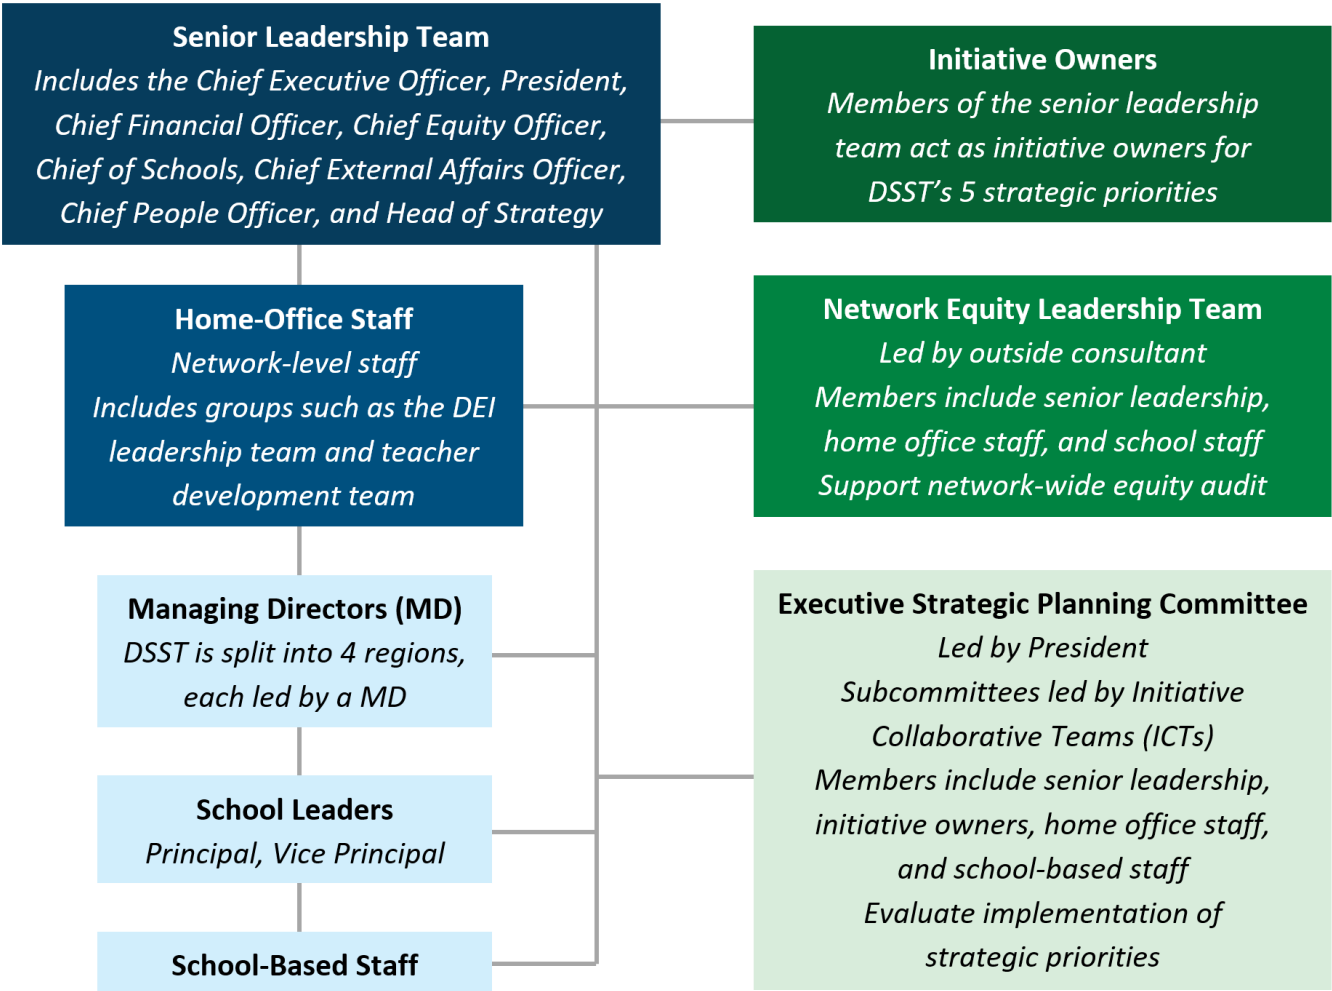 Senior Leadership Team
Includes the Chief Executive Officer, President,
Chief Financial Officer, Chief Equity Officer,
Chief of Schools, Chief External Affairs Officer,
Chief People Officer, and Head of Strategy
Initiative Owners
Members of the senior leadership
team act as initiative owners for
DSST’s 5 strategic priorities
Home-Office Staff
Network-level staff
Includes groups such as the DEI
leadership team and teacher
development team
Network Equity Leadership Team
Led by outside consultant
Members include senior leadership,
home office staff, and school staff
Support network-wide equity audit
Managing Directors (MD)
DSST is split into 4 regions,
each led by a MD
School Leaders
Principal, Vice Principal
School-Based Staff
Executive Strategic Planning Committee
Led by President
Subcommittees led by Initiative
Collaborative Teams (ICTs)
Members include senior leadership,
initiative owners, home office staff,
and school-based staff
Evaluate implementation of
strategic priorities